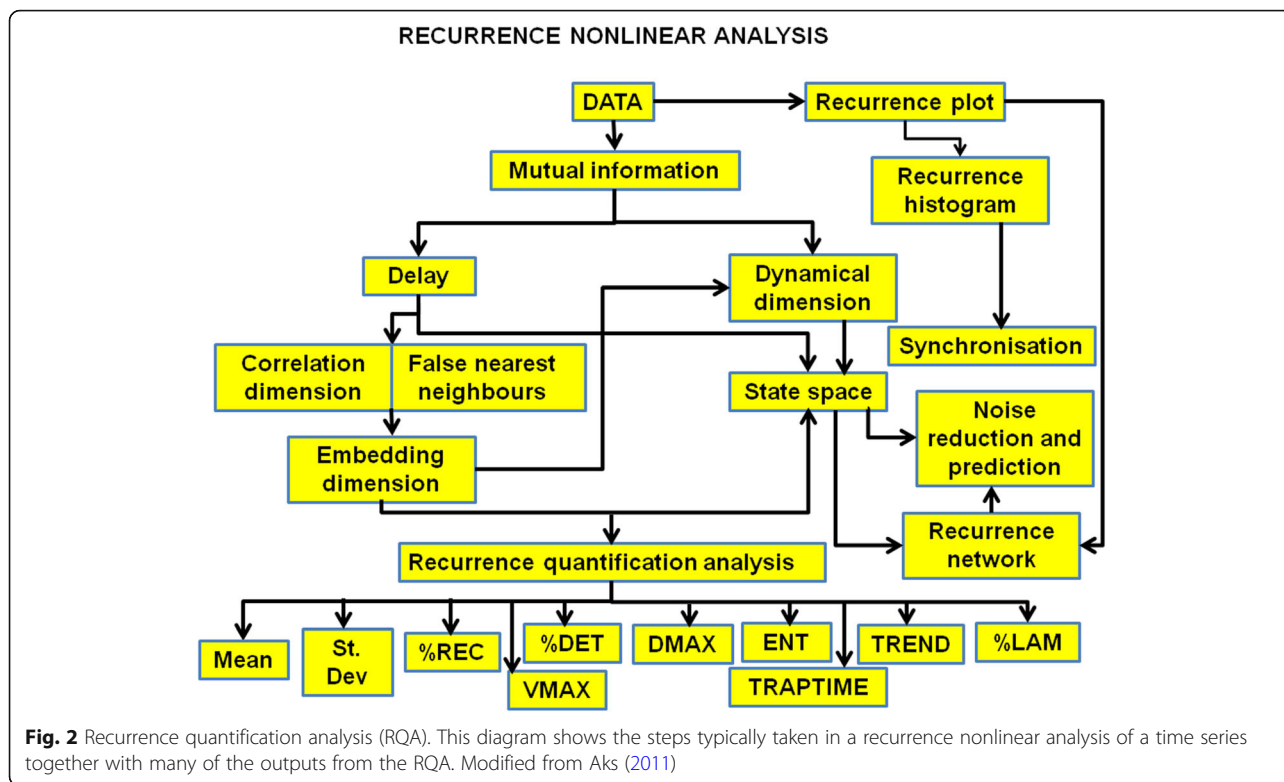 RECURRENCE NONLINEAR ANALYSIS
DATA
Recurrence plot
Mutual information
Recurrence
histogram
Delay
Dynamical
dimension
Correlation
dimension
False nearest
neighbours
Synchronisation
State space
Noise
reduction and
prediction
Embedding
dimension
Recurrence
network
Recurrence quantification analysis
Mean
St.
Dev
%REC
VMAX
%DET
DMAX
ENT
TRAPTIME
TREND
%LAM
Fig. 2 Recurrence quantification analysis (RQA). This diagram shows the steps typically taken in a recurrence nonlinear analysis of a time series
together with many of the outputs from the RQA. Modified from Aks (2011)